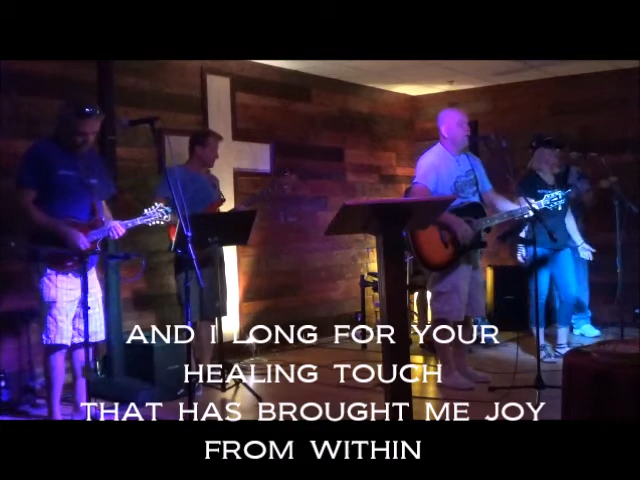 AND I LONG FOR YOUR
HEALING TOUCH
THAT HAS BROUGHT ME JOY
FROM WITHIN